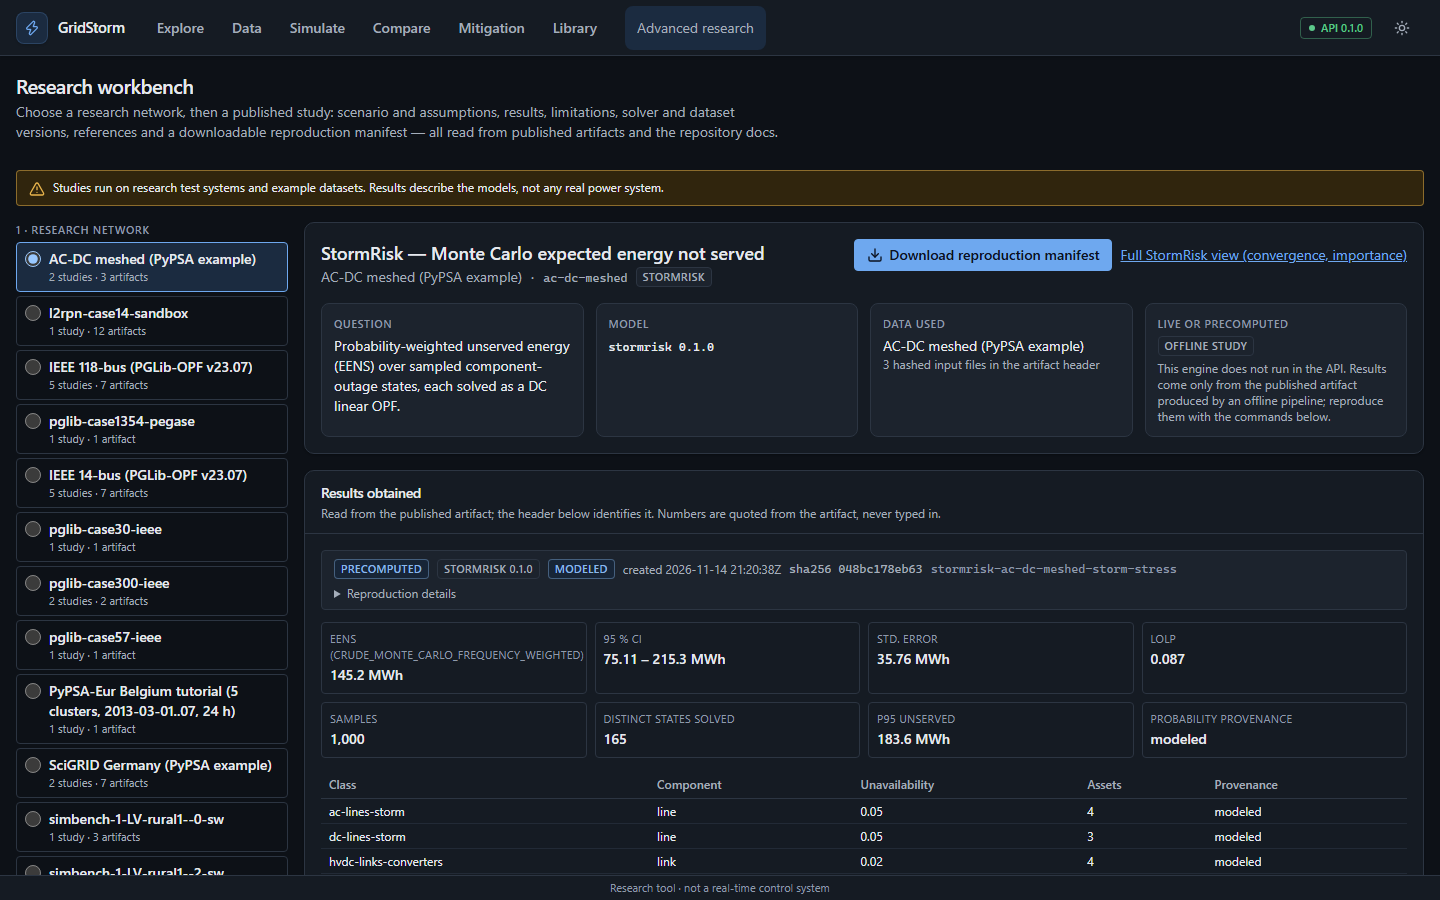 GridStorm
Explore
Data
Simulate
Compare
Mitigation
Library
Advanced research
API 0.1.0
Research workbench
Choose a research network, then a published study: scenario and assumptions, results, limitations, solver and dataset
versions, references and a downloadable reproduction manifest — all read from published artifacts and the repository docs.
Studies run on research test systems and example datasets. Results describe the models, not any real power system.
1 · RESEARCH NETWORK
AC-DC meshed (PyPSA example)
2 studies · 3 artifacts
l2rpn-case14-sandbox
1 study · 12 artifacts
IEEE 118-bus (PGLib-OPF v23.07)
5 studies · 7 artifacts
pglib-case1354-pegase
1 study · 1 artifact
IEEE 14-bus (PGLib-OPF v23.07)
5 studies · 7 artifacts
pglib-case30-ieee
1 study · 1 artifact
pglib-case300-ieee
2 studies · 2 artifacts
pglib-case57-ieee
1 study · 1 artifact
PyPSA-Eur Belgium tutorial (5
clusters, 2013-03-01..07, 24 h)
1 study · 1 artifact
SciGRID Germany (PyPSA example)
2 studies · 7 artifacts
simbench-1-LV-rural1--0-sw
1 study · 3 artifacts
simbench-1-LV-rural1--2-sw
StormRisk — Monte Carlo expected energy not served
AC-DC meshed (PyPSA example) · ac-dc-meshed STORMRISK
Download reproduction manifest
Full StormRisk view (convergence, importance)
QUESTION
Probability-weighted unserved energy
(EENS) over sampled component-
outage states, each solved as a DC
linear OPF.
MODEL
stormrisk 0.1.0
DATA USED
AC-DC meshed (PyPSA example)
3 hashed input files in the artifact header
LIVE OR PRECOMPUTED
OFFLINE STUDY
This engine does not run in the API. Results
come only from the published artifact
produced by an offline pipeline; reproduce
them with the commands below.
Results obtained
Read from the published artifact; the header below identifies it. Numbers are quoted from the artifact, never typed in.
PRECOMPUTED STORMRISK 0.1.0 MODELED created 2026-11-14 21:20:38Z sha256 048bc178eb63 stormrisk-ac-dc-meshed-storm-stress
Reproduction details
EENS
(CRUDE_MONTE_CARLO_FREQUENCY_WEIGHTED)
145.2 MWh
95 % CI
75.11 – 215.3 MWh
STD. ERROR
35.76 MWh
LOLP
0.087
SAMPLES
1,000
DISTINCT STATES SOLVED
165
P95 UNSERVED
183.6 MWh
PROBABILITY PROVENANCE
modeled
Class Component Unavailability Assets Provenance
ac-lines-storm line 0.05 4 modeled
dc-lines-storm line 0.05 3 modeled
hvdc-links-converters link 0.02 4 modeled
Research tool · not a real-time control system